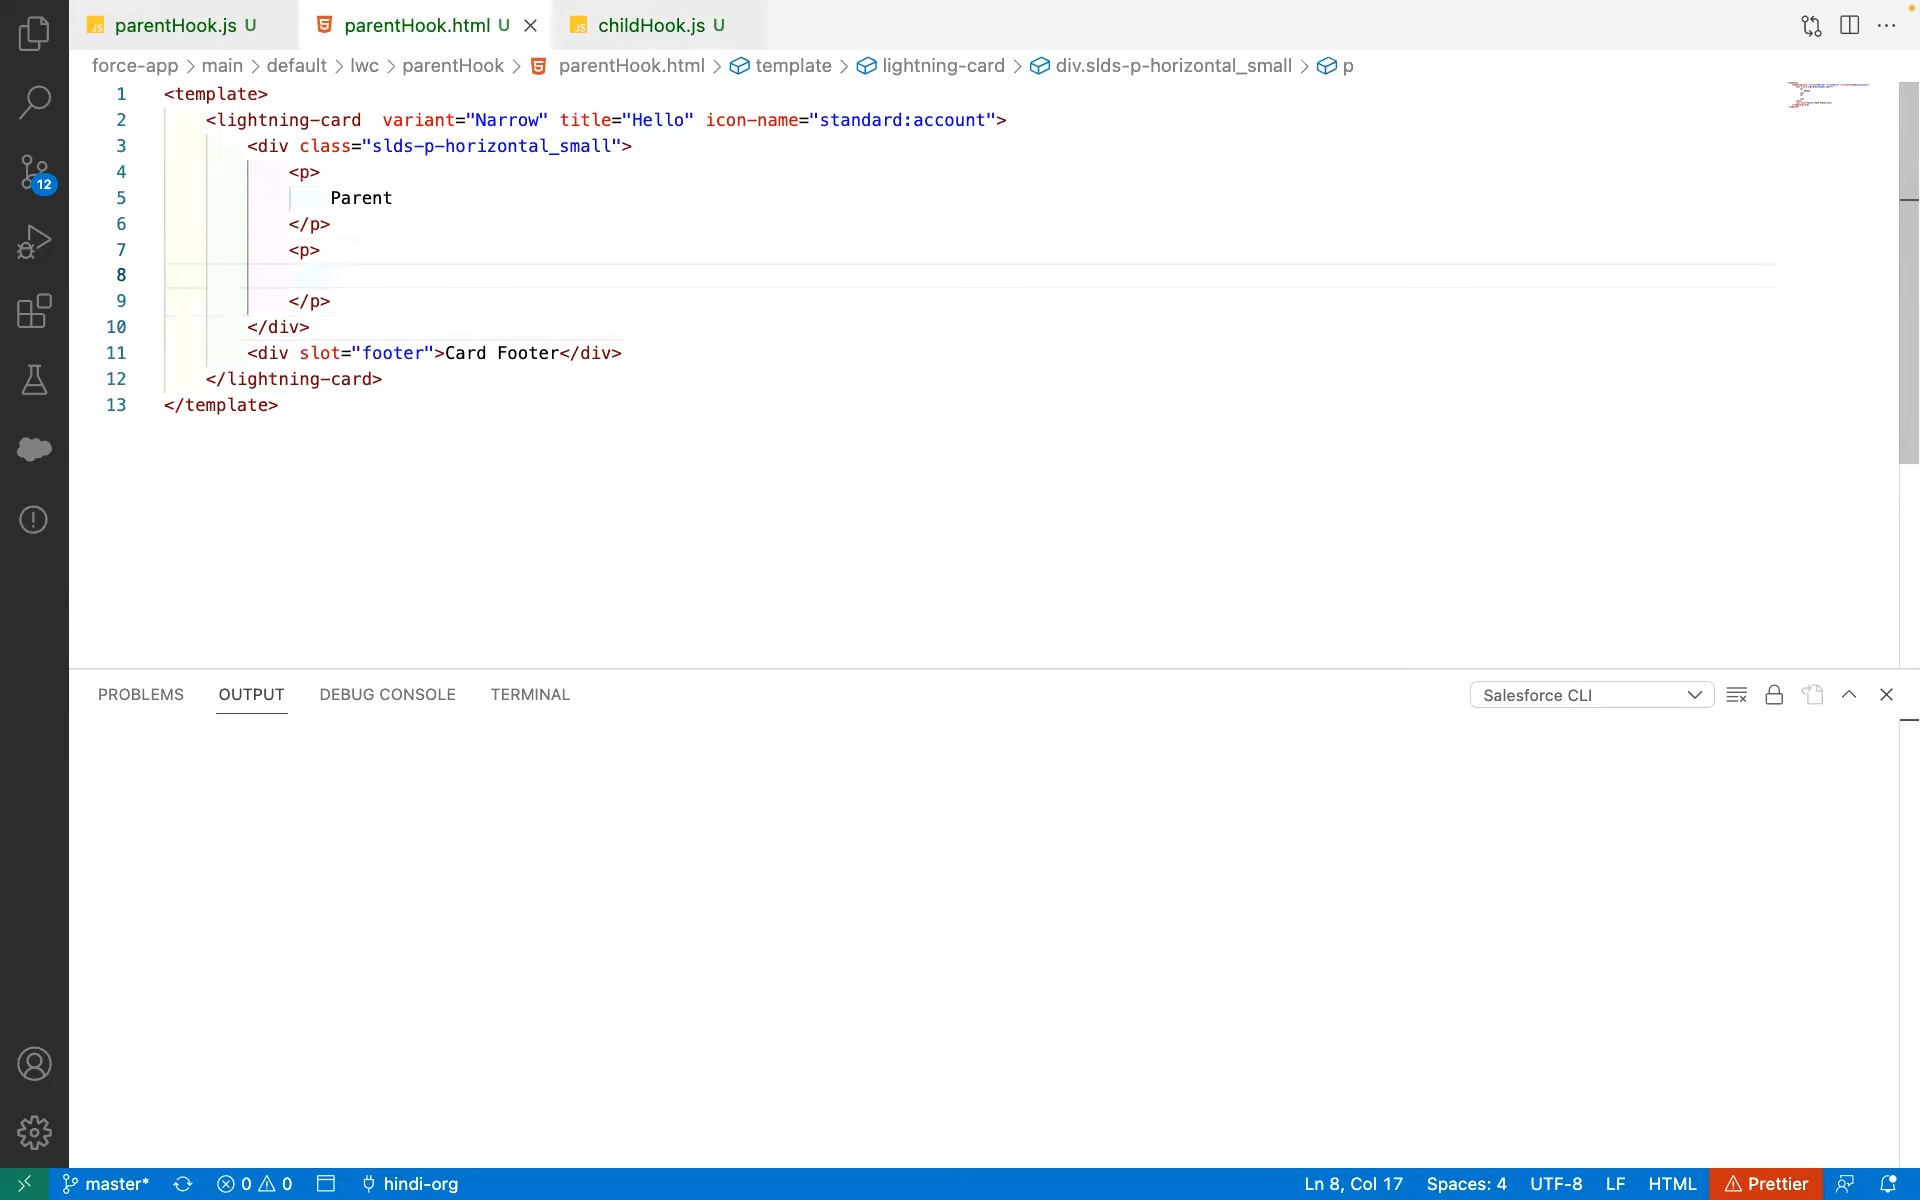 JS parentHook.js U
parentHook.html U
JS childHook.js U
force-app > main > default > lwc > parentHook > parentHook.html > template > lightning-card > div.slds-p-horizontal_small > p
1 <template>
2 <lightning-card variant="Narrow" title="Hello" icon-name="standard:account">
3 <div class="slds-p-horizontal_small">
4 <p>
5 Parent
6 </p>
7 <p>
8
9 </p>
10 </div>
11 <div slot="footer">Card Footer</div>
12 </lightning-card>
13 </template>
12
PROBLEMS OUTPUT DEBUG CONSOLE TERMINAL
Salesforce CLI
master* 0 0 hindi-org
Ln 8, Col 17 Spaces: 4 UTF-8 LF HTML Prettier